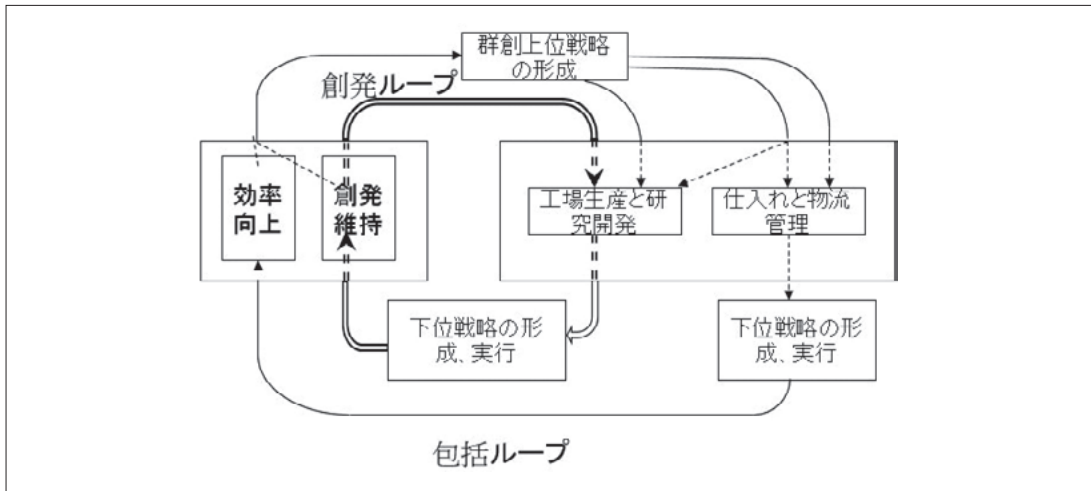 群創上位戦略
の形成
創発ループ
効率
向上
創発
維持
工場生産と研
究開発
仕入れと物流
管理
下位戦略の形
成、実行
下位戦略の形
成、実行
包括ループ